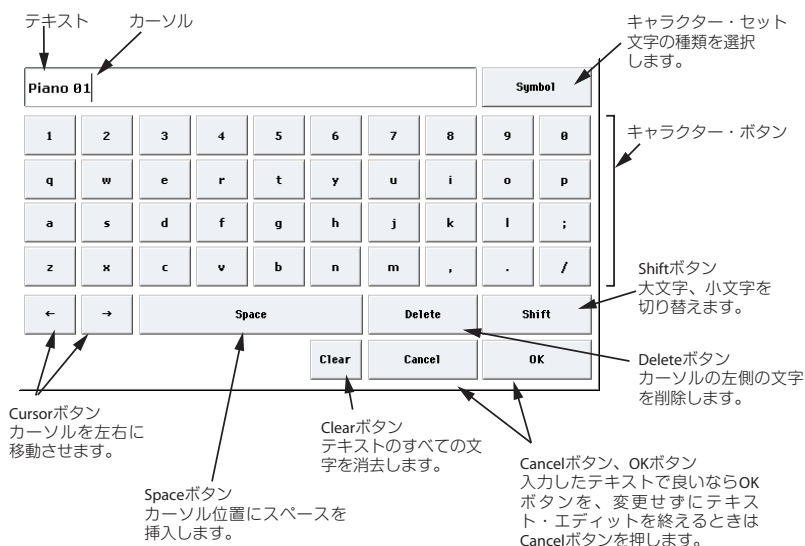 テキスト
カーソル
キャラクター・セット
文字の種類を選択
します。
Piano 01
Symbol
キャラクター・ボタン
1 2 3 4 5 6 7 8 9 0
q w e r t y u i o p
a s d f g h j k l ;
z x c v b n m , . /
← → Space Delete Shift
Clear Cancel OK
Shiftボタン
大文字、小文字を
切り替えます。
Deleteボタン
カーソルの左側の文字
を削除します。
Cursorボタン
カーソルを左右に
移動させます。
Clearボタン
テキストのすべての文
字を消去します。
Spaceボタン
カーソル位置にスペースを
挿入します。
Cancelボタン、OKボタン
入力したテキストで良いならOK
ボタンを、変更せずにテキス
ト・エディットを終えるときは
Cancelボタンを押します。